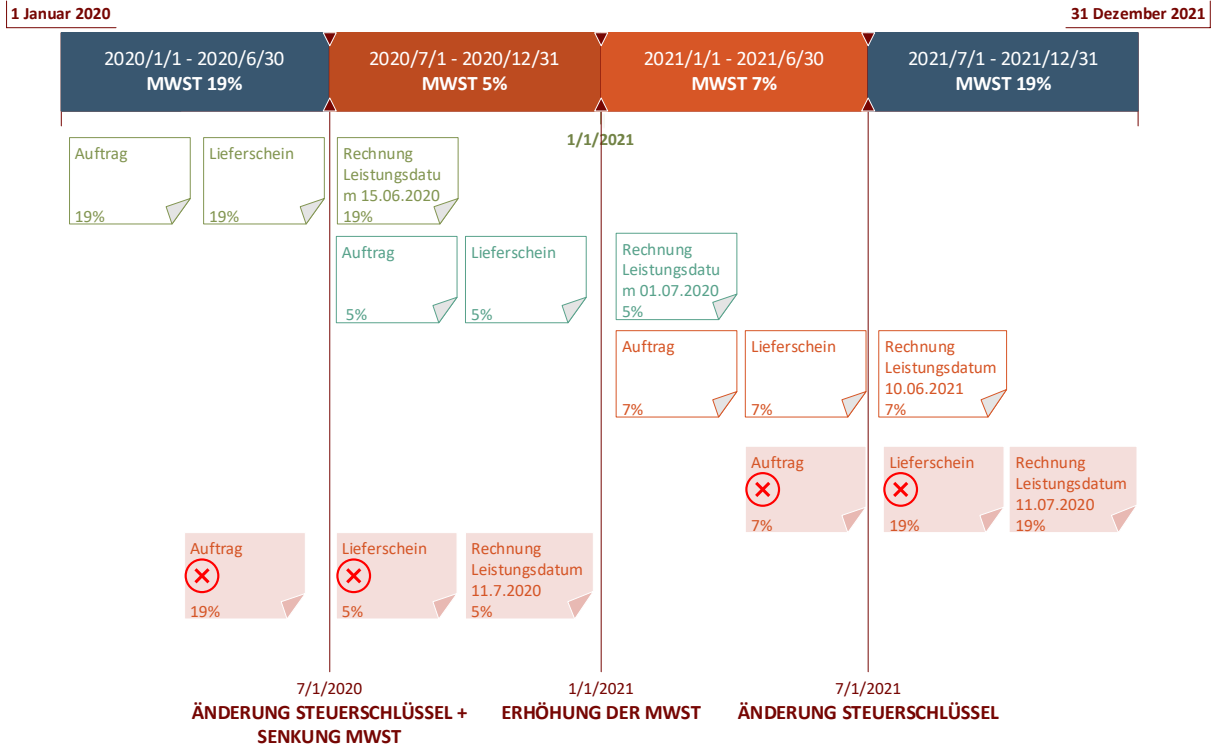 1 Januar 2020
31 Dezember 2021
2020/1/1 - 2020/6/30
MWST 19%
2020/7/1 - 2020/12/31
MWST 5%
2021/1/1 - 2021/6/30
MWST 7%
2021/7/1 - 2021/12/31
MWST 19%
1/1/2021
Auftrag
19%
Lieferschein
19%
Rechnung
Leistungsdatu
m 15.06.2020
19%
Auftrag
5%
Lieferschein
5%
Rechnung
Leistungsdatu
m 01.07.2020
5%
Auftrag
7%
Lieferschein
7%
Rechnung
Leistungsdatum
10.06.2021
7%
Auftrag
7%
Lieferschein
19%
Rechnung
Leistungsdatum
11.07.2020
19%
Auftrag
19%
Lieferschein
5%
Rechnung
Leistungsdatum
11.7.2020
5%
7/1/2020
ÄNDERUNG STEUERSCHLÜSSEL +
SENKUNG MWST
1/1/2021
ERHÖHUNG DER MWST
7/1/2021
ÄNDERUNG STEUERSCHLÜSSEL